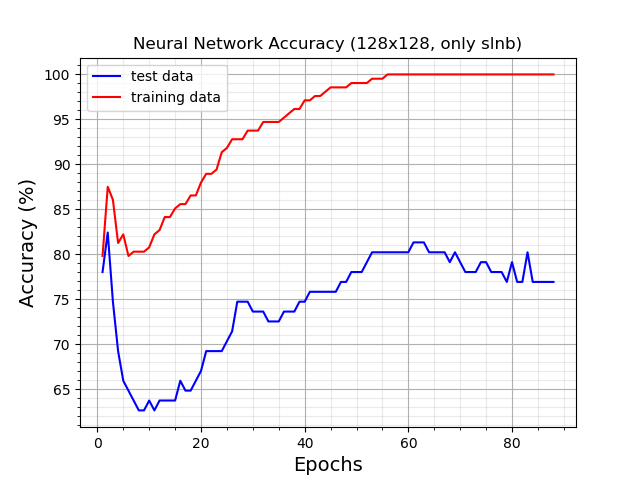 Neural Network Accuracy (128x128, only slnb)
test data
training data
Accuracy (%)
100
95
90
85
80
75
70
65
0 20 40 60 80
Epochs